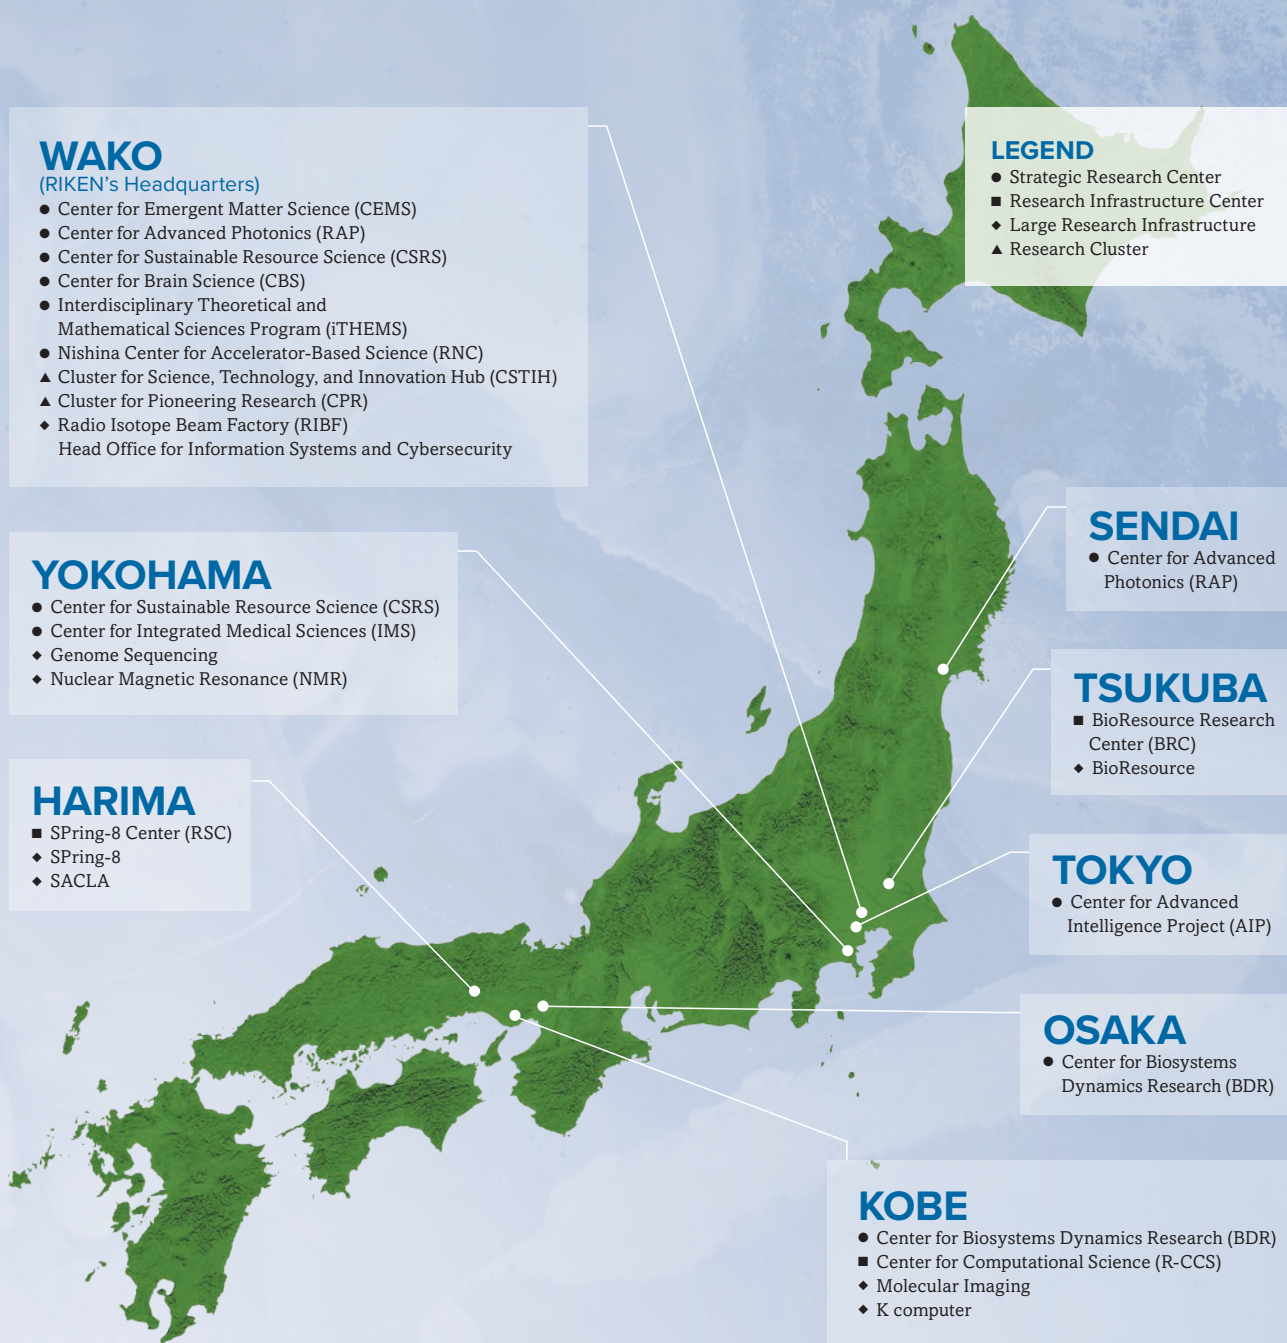 WAKO
(RIKEN's Headquarters)
● Center for Emergent Matter Science (CEMS)
● Center for Advanced Photonics (RAP)
● Center for Sustainable Resource Science (CSRS)
● Center for Brain Science (CBS)
● Interdisciplinary Theoretical and
Mathematical Sciences Program (iTHEMS)
● Nishina Center for Accelerator-Based Science (RNC)
▲ Cluster for Science, Technology, and Innovation Hub (CSTIH)
▲ Cluster for Pioneering Research (CPR)
◆ Radio Isotope Beam Factory (RIBF)
Head Office for Information Systems and Cybersecurity
YOKOHAMA
● Center for Sustainable Resource Science (CSRS)
● Center for Integrated Medical Sciences (IMS)
◆ Genome Sequencing
◆ Nuclear Magnetic Resonance (NMR)
HARIMA
■ SPring-8 Center (RSC)
◆ SPring-8
◆ SACLA
LEGEND
● Strategic Research Center
■ Research Infrastructure Center
◆ Large Research Infrastructure
▲ Research Cluster
SENDAI
● Center for Advanced
Photonics (RAP)
TSUKUBA
■ BioResource Research
Center (BRC)
◆ BioResource
TOKYO
● Center for Advanced
Intelligence Project (AIP)
OSAKA
● Center for Biosystems
Dynamics Research (BDR)
KOBE
● Center for Biosystems Dynamics Research (BDR)
■ Center for Computational Science (R-CCS)
◆ Molecular Imaging
◆ K computer